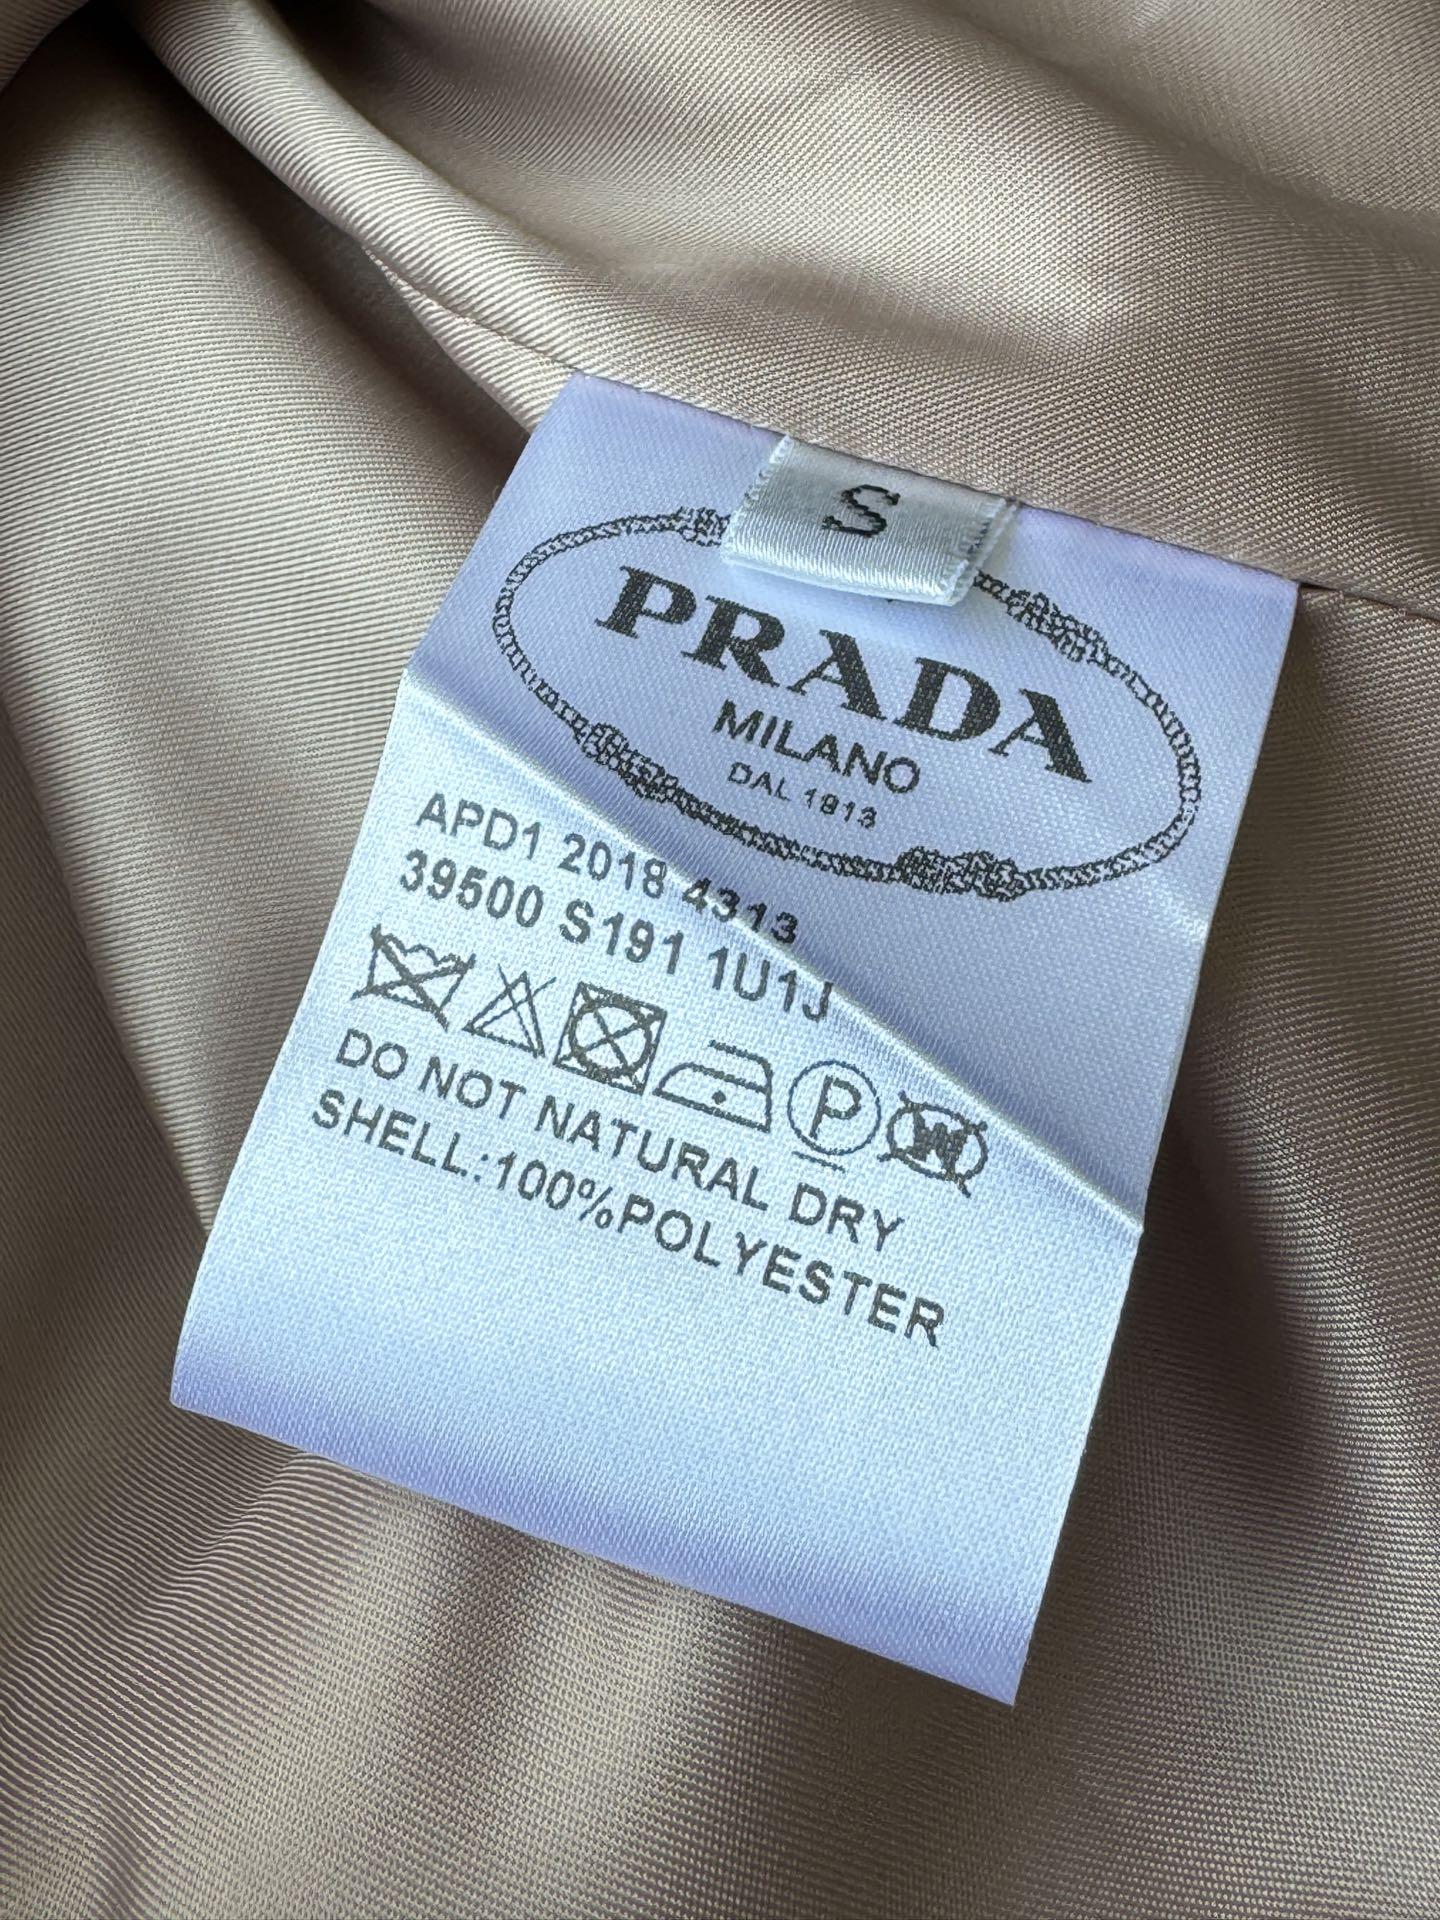 S
PRADA
MILANO
DAL 1913
APD1 2018 4313
39500 S191 1U1J
P W
DO NOT NATURAL DRY
SHELL:100%POLYESTER